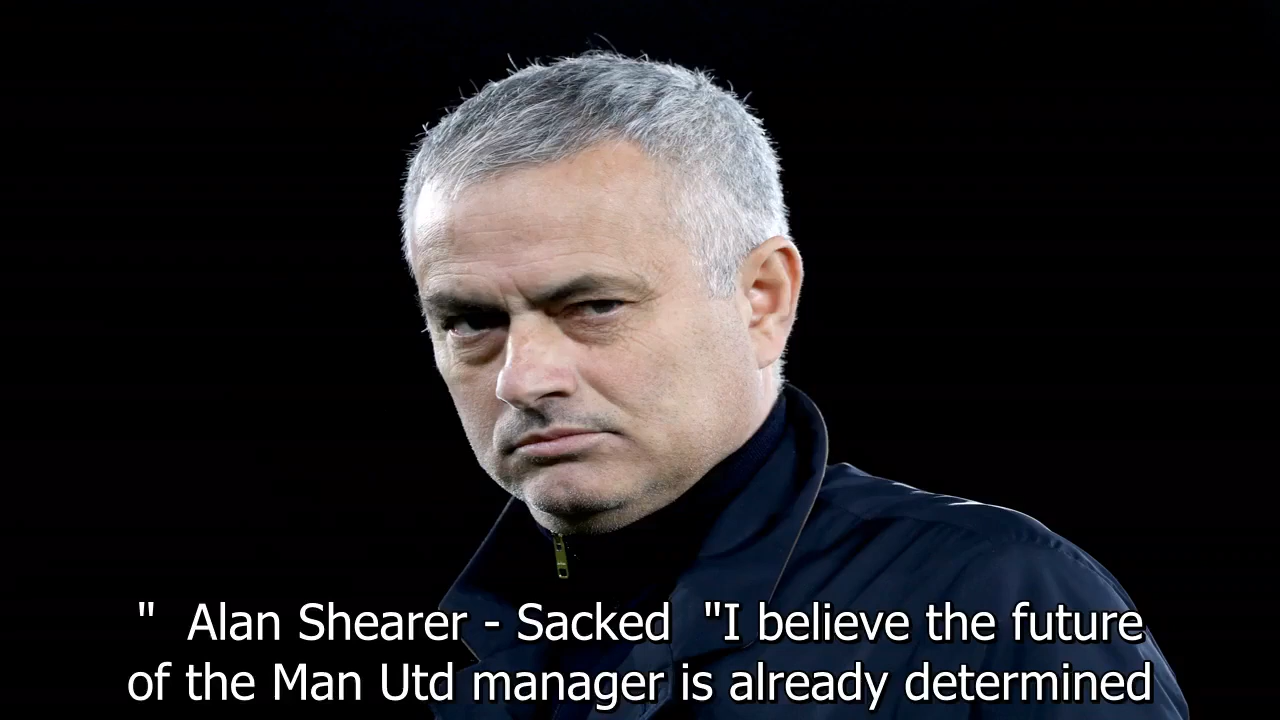 "  Alan Shearer - Sacked  "I believe the future
of the Man Utd manager is already determined